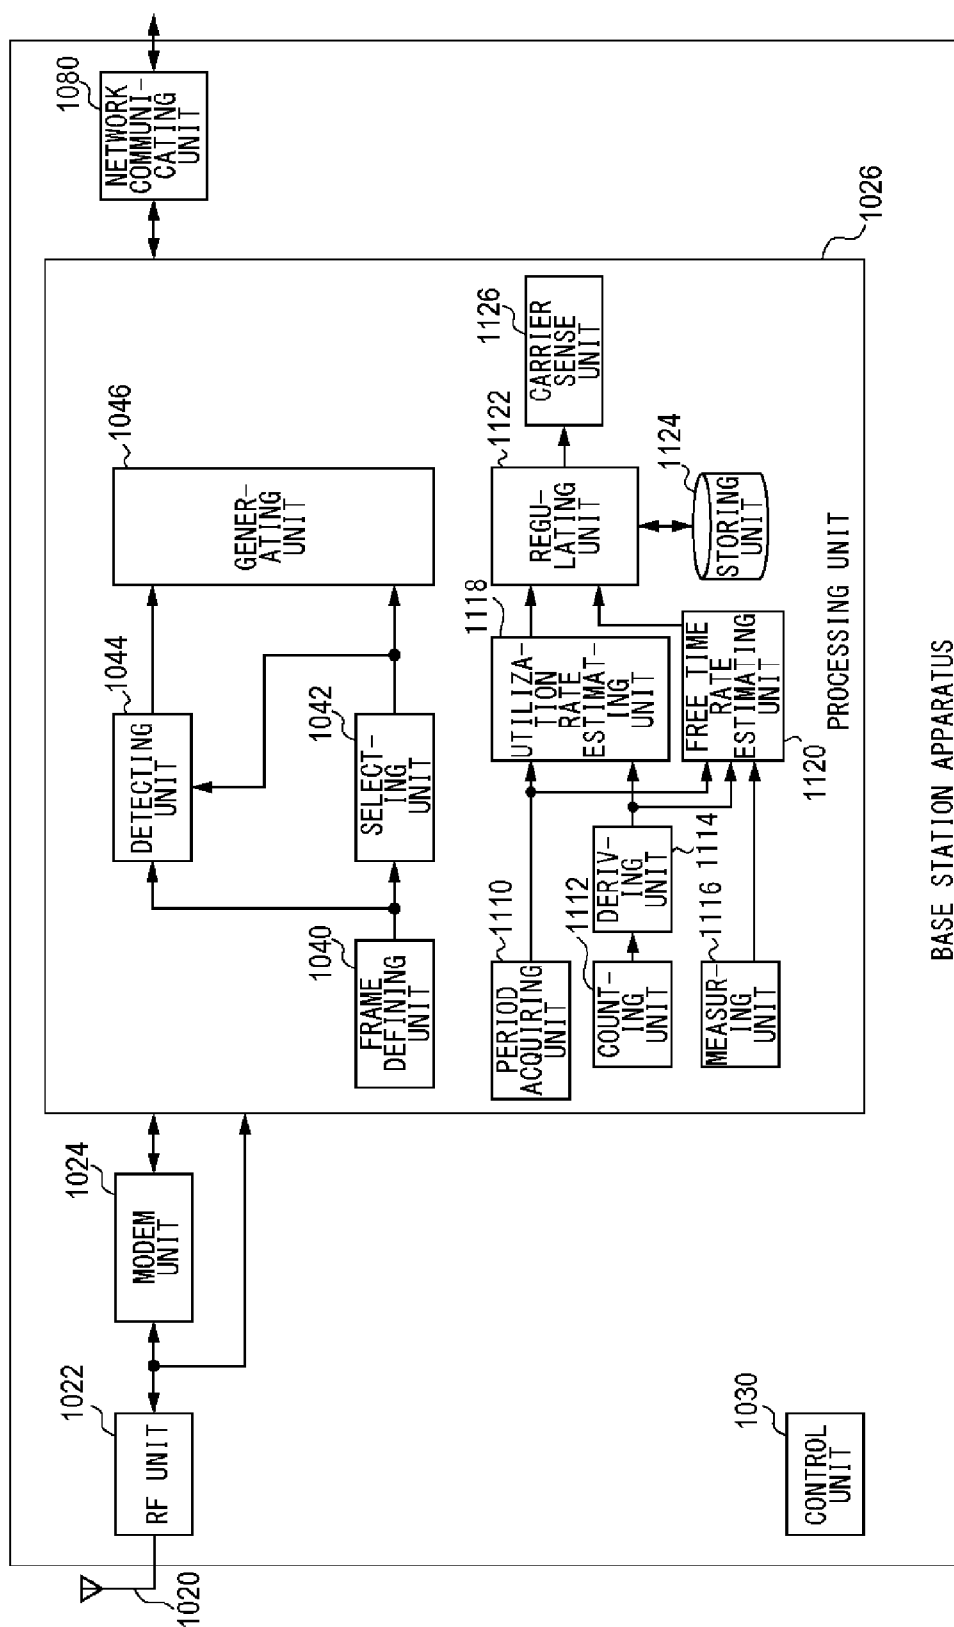 1020
RF UNIT
1022
MODEM
UNIT
1024
NETWORK
COMMUNI-
CATING
UNIT
1080
1026
FRAME
DEFINING
UNIT
1040
SELECT-
ING
UNIT
1042
DETECTING
UNIT
1044
GENER-
ATING
UNIT
1046
PERIOD
ACQUIRING
UNIT
1110
COUNT-
ING
UNIT
1112
DERIV-
ING
UNIT
1114
MEASUR-
ING
UNIT
1116
UTILIZA-
TION
RATE
ESTIMAT-
ING
UNIT
1118
FREE TIME
RATE
ESTIMATING
UNIT
1120
REGU-
LATING
UNIT
1122
STORING
UNIT
1124
CARRIER
SENSE
UNIT
1126
PROCESSING UNIT
CONTROL
UNIT
1030
BASE STATION APPARATUS